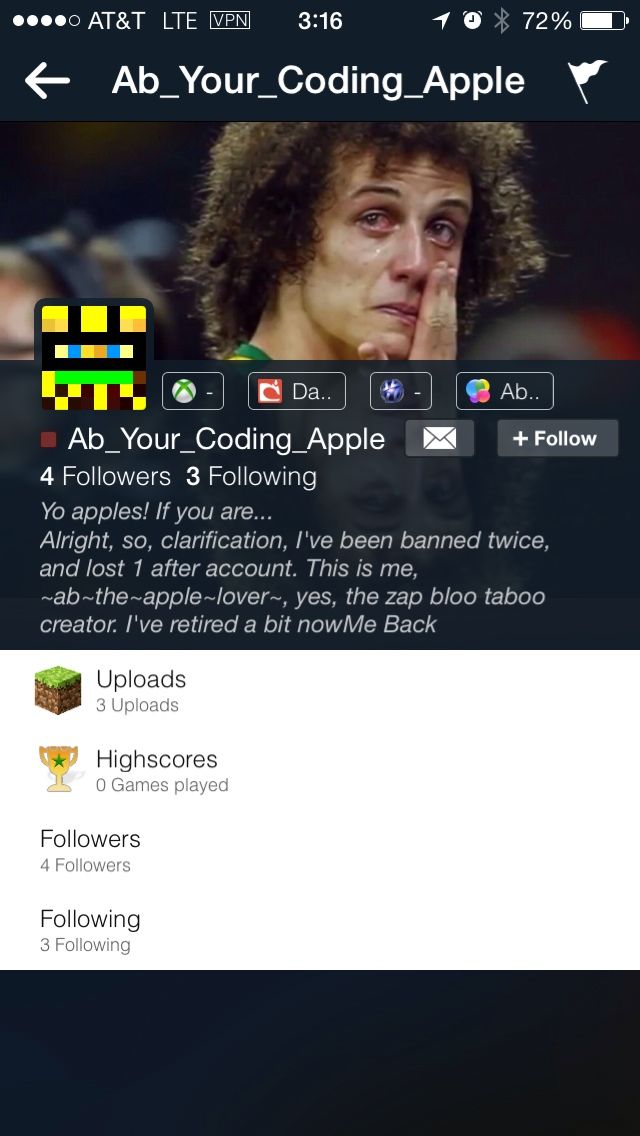 AT&T LTE VPN 3:16 72%
Ab_Your_Coding_Apple
- Da.. - Ab..
Ab_Your_Coding_Apple + Follow
4 Followers 3 Following
Yo apples! If you are...
Alright, so, clarification, I've been banned twice,
and lost 1 after account. This is me,
~ab~the~apple~lover~, yes, the zap bloo taboo
creator. I've retired a bit nowMe Back
Uploads
3 Uploads
Highscores
0 Games played
Followers
4 Followers
Following
3 Following